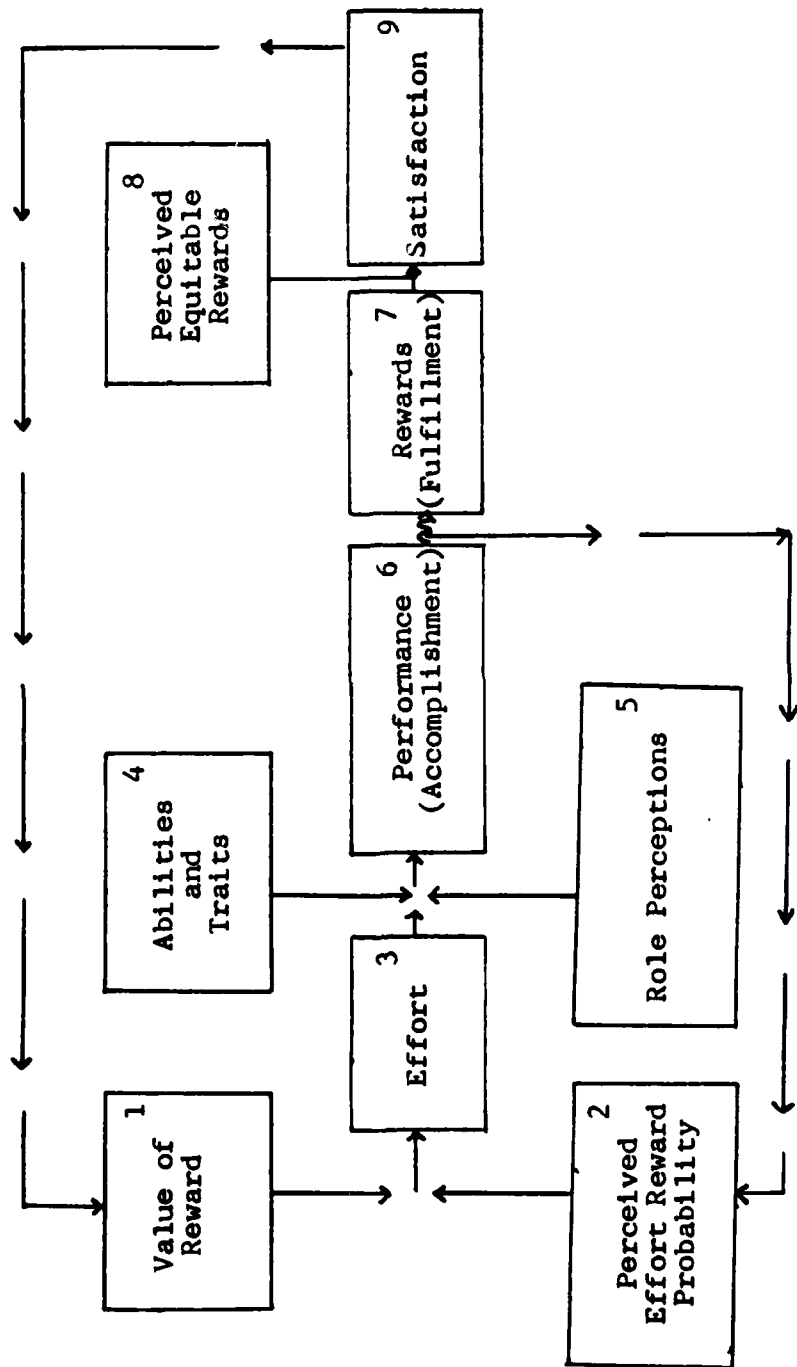 1
Value of
Reward
2
Perceived
Effort Reward
Probability
3
Effort
4
Abilities
and
Traits
5
Role Perceptions
6
Performance
(Accomplishment)
7
Rewards
(Fulfillment)
8
Perceived
Equitable
Rewards
9
Satisfaction